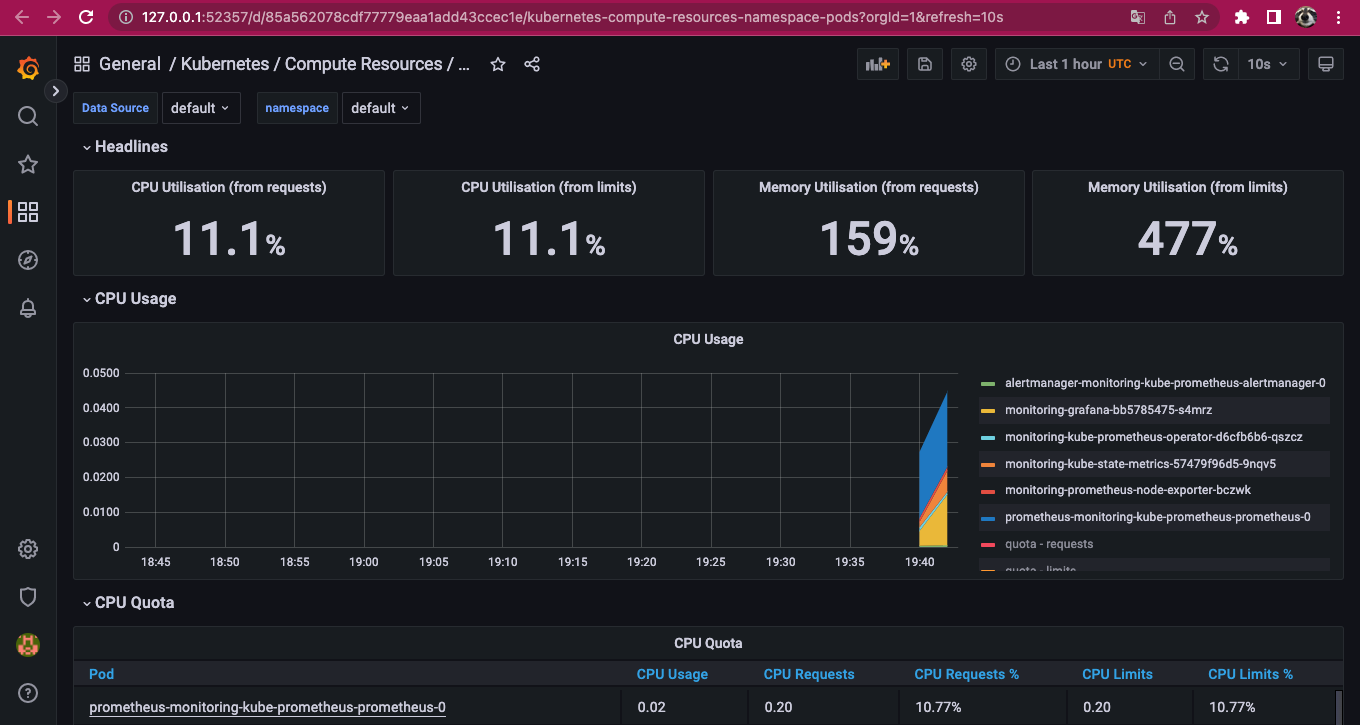 127.0.0.1:52357/d/85a562078cdf77779eaa1add43ccec1e/kubernetes-compute-resources-namespace-pods?orgId=1&refresh=10s
General / Kubernetes / Compute Resources / ...
Last 1 hour UTC
10s
Data Source default namespace default
Headlines
CPU Utilisation (from requests)
11.1%
CPU Utilisation (from limits)
11.1%
Memory Utilisation (from requests)
159%
Memory Utilisation (from limits)
477%
CPU Usage
CPU Usage
0.0500
0.0400
0.0300
0.0200
0.0100
0
18:45 18:50 18:55 19:00 19:05 19:10 19:15 19:20 19:25 19:30 19:35 19:40
alertmanager-monitoring-kube-prometheus-alertmanager-0
monitoring-grafana-bb5785475-s4mrz
monitoring-kube-prometheus-operator-d6cfb6b6-qszcz
monitoring-kube-state-metrics-57479f96d5-9nqv5
monitoring-prometheus-node-exporter-bczwk
prometheus-monitoring-kube-prometheus-prometheus-0
quota - requests
quota - limits
CPU Quota
CPU Quota
Pod CPU Usage CPU Requests CPU Requests % CPU Limits CPU Limits %
prometheus-monitoring-kube-prometheus-prometheus-0 0.02 0.20 10.77% 0.20 10.77%